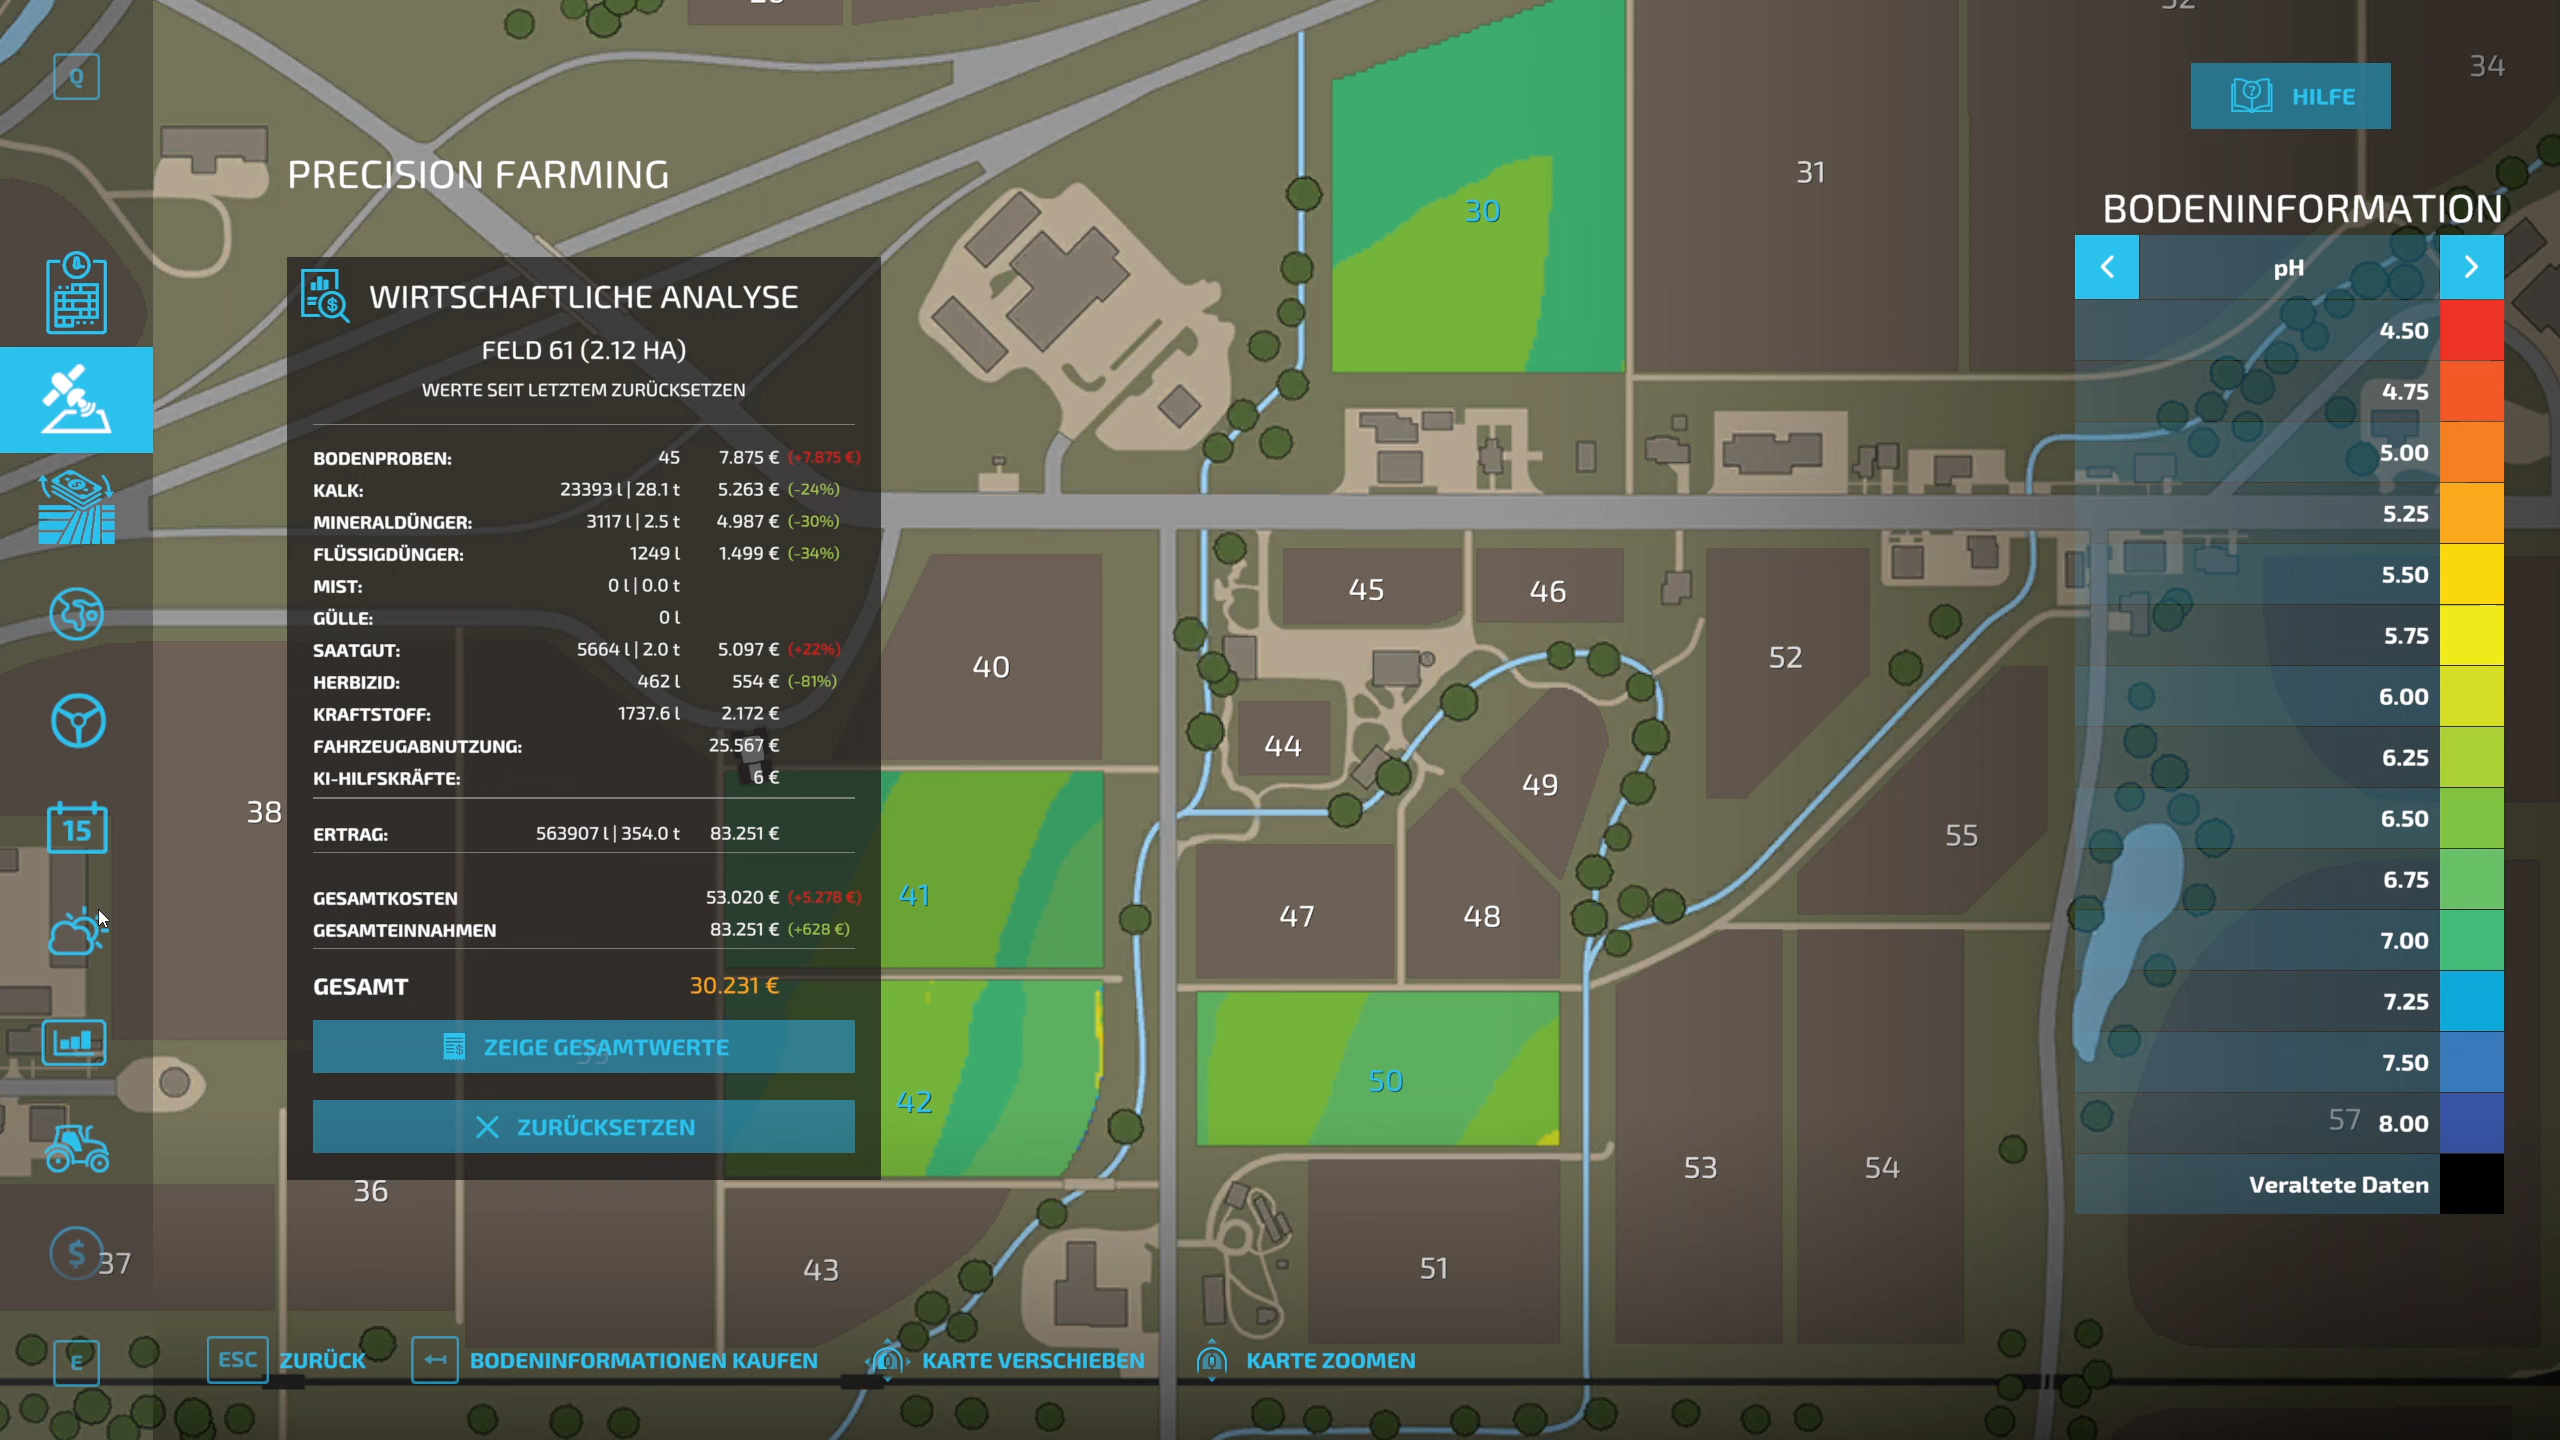 Q
PRECISION FARMING
HILFE
BODENINFORMATION
pH
4.50
4.75
5.00
5.25
5.50
5.75
6.00
6.25
6.50
6.75
7.00
7.25
7.50
8.00
Veraltete Daten
WIRTSCHAFTLICHE ANALYSE
FELD 61 (2.12 HA)
WERTE SEIT LETZTEM ZURÜCKSETZEN
BODENPROBEN: 45 7.875 € (+7.875 €)
KALK: 23393 l | 28.1 t 5.263 € (-24%)
MINERALDÜNGER: 3117 l | 2.5 t 4.987 € (-30%)
FLÜSSIGDÜNGER: 1249 l 1.499 € (-34%)
MIST: 0 l | 0.0 t
GÜLLE: 0 l
SAATGUT: 5664 l | 2.0 t 5.097 € (+22%)
HERBIZID: 462 l 554 € (-81%)
KRAFTSTOFF: 1737.6 l 2.172 €
FAHRZEUGABNUTZUNG: 25.567 €
KI-HILFSKRÄFTE: 6 €
ERTRAG: 563907 l | 354.0 t 83.251 €
GESAMTKOSTEN 53.020 € (+5.278 €)
GESAMTEINNAHMEN 83.251 € (+628 €)
GESAMT 30.231 €
ZEIGE GESAMTWERTE
ZURÜCKSETZEN
15
34
31
30
45
46
40
52
44
49
38
55
41
47
48
42
50
57
53
54
36
37
43
51
E
ESC ZURÜCK
BODENINFORMATIONEN KAUFEN
KARTE VERSCHIEBEN
KARTE ZOOMEN